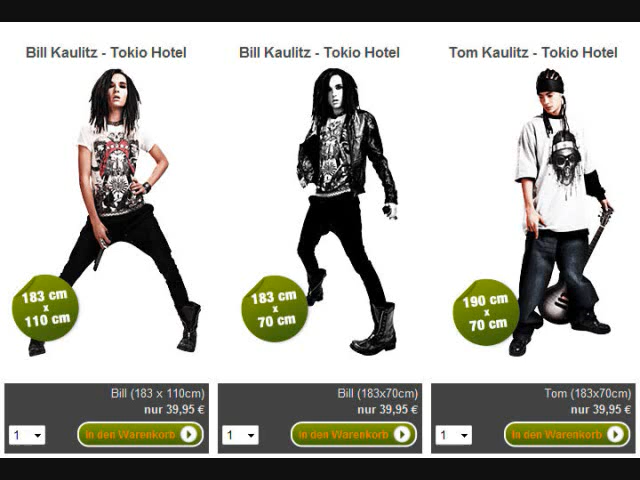 Bill Kaulitz - Tokio Hotel
183 cm
x
110 cm
Bill (183 x 110cm)
nur 39,95 €
1
in den Warenkorb
Bill Kaulitz - Tokio Hotel
183 cm
x
70 cm
Bill (183x70cm)
nur 39,95 €
1
in den Warenkorb
Tom Kaulitz - Tokio Hotel
190 cm
x
70 cm
Tom (183x70cm)
nur 39,95 €
1
in den Warenkorb